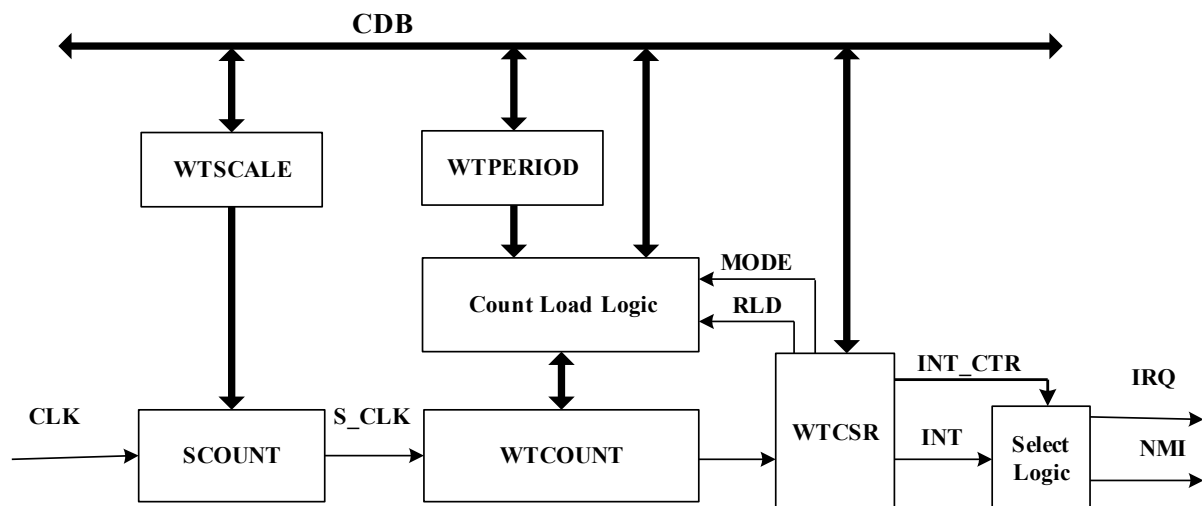 CDB
WTSCALE
WTPERIOD
MODE
Count Load Logic
RLD
INT_CTR
IRQ
CLK
S_CLK
WTCSR
SCOUNT
WTCOUNT
INT
Select
Logic
NMI